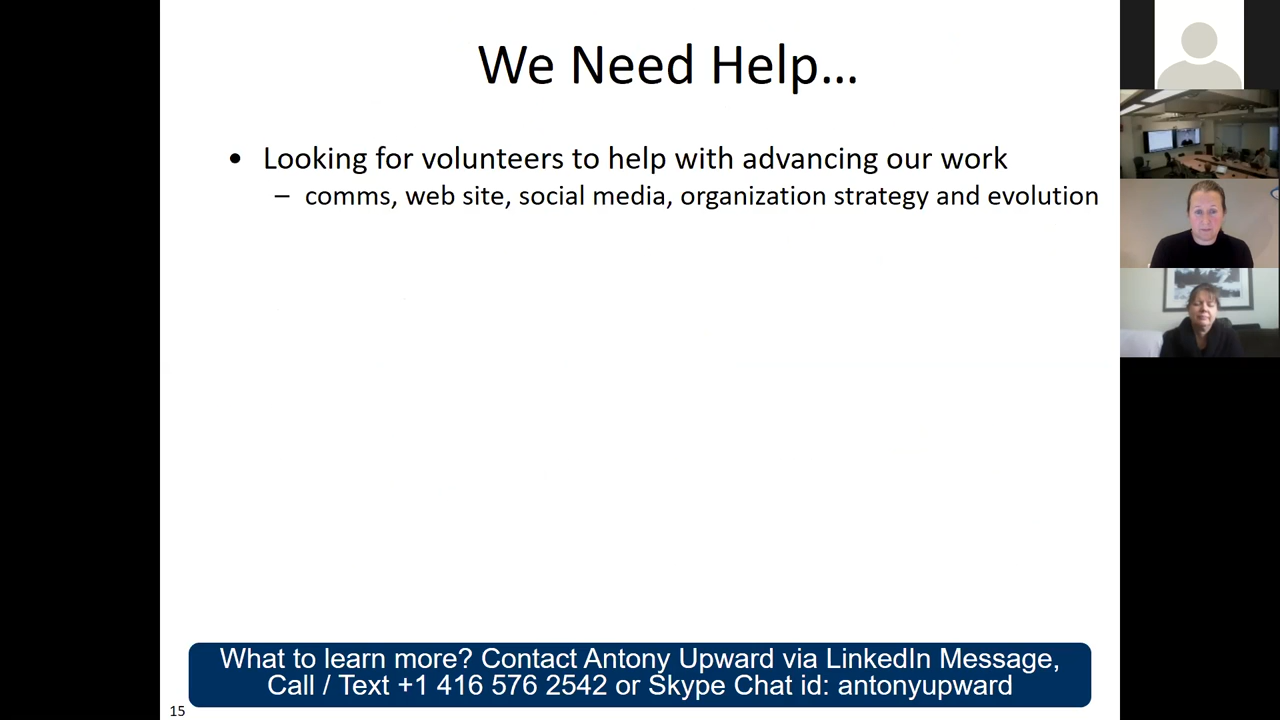 We Need Help…
• Looking for volunteers to help with advancing our work
– comms, web site, social media, organization strategy and evolution
What to learn more? Contact Antony Upward via LinkedIn Message,
Call / Text +1 416 576 2542 or Skype Chat id: antonyupward
15